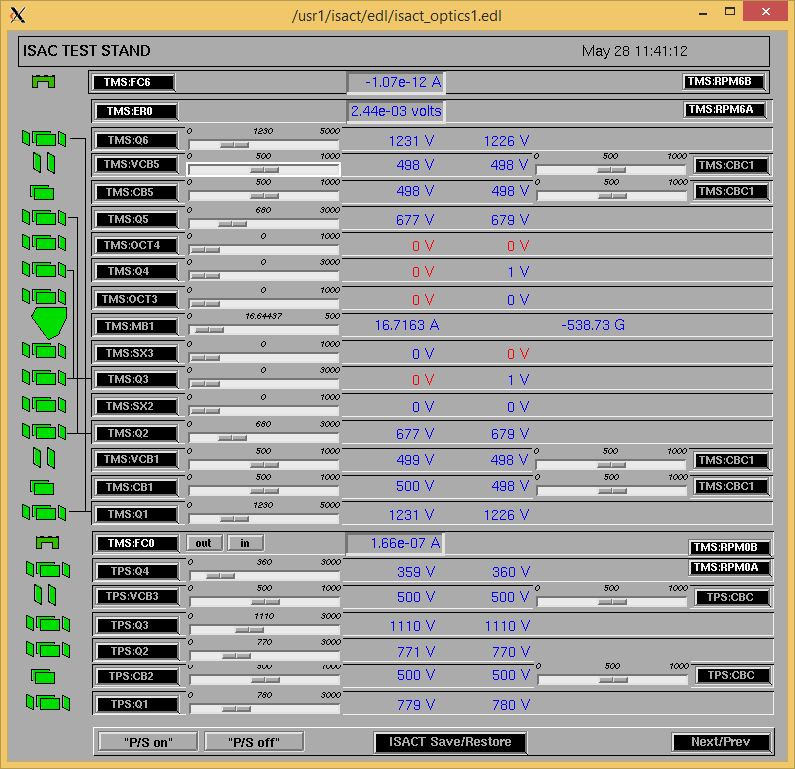 /usr1/isact/edl/isact_optics1.edl
ISAC TEST STAND May 28 11:41:12
TMS:FC6 -1.07e-12 A TMS:RPM6B
TMS:ER0 2.44e-03 volts TMS:RPM6A
TMS:Q6 0 1230 5000 1231 V 1226 V
TMS:VCB5 0 500 1000 498 V 498 V 0 500 1000 TMS:CBC1
TMS:CB5 0 500 1000 498 V 498 V 0 500 1000 TMS:CBC1
TMS:Q5 0 680 3000 677 V 679 V
TMS:OCT4 0 0 1000 0 V 0 V
TMS:Q4 0 0 3000 0 V 1 V
TMS:OCT3 0 0 1000 0 V 0 V
TMS:MB1 0 16.64437 500 16.7163 A -538.73 G
TMS:SX3 0 0 1000 0 V 0 V
TMS:Q3 0 0 3000 0 V 1 V
TMS:SX2 0 0 1000 0 V 0 V
TMS:Q2 0 680 3000 677 V 679 V
TMS:VCB1 0 500 1000 499 V 498 V 0 500 1000 TMS:CBC1
TMS:CB1 0 500 1000 500 V 498 V 0 500 1000 TMS:CBC1
TMS:Q1 0 1230 5000 1231 V 1226 V
TMS:FC0 out in 1.66e-07 A TMS:RPM0B
TMS:RPM0A
TPS:Q4 0 360 3000 359 V 360 V
TPS:VCB3 0 500 1000 500 V 500 V 0 500 1000 TPS:CBC
TPS:Q3 0 1110 3000 1110 V 1110 V
TPS:Q2 0 770 3000 771 V 770 V
TPS:CB2 0 500 1000 500 V 500 V 0 500 1000 TPS:CBC
TPS:Q1 0 780 3000 779 V 780 V
"P/S on" "P/S off" ISACT Save/Restore Next/Prev